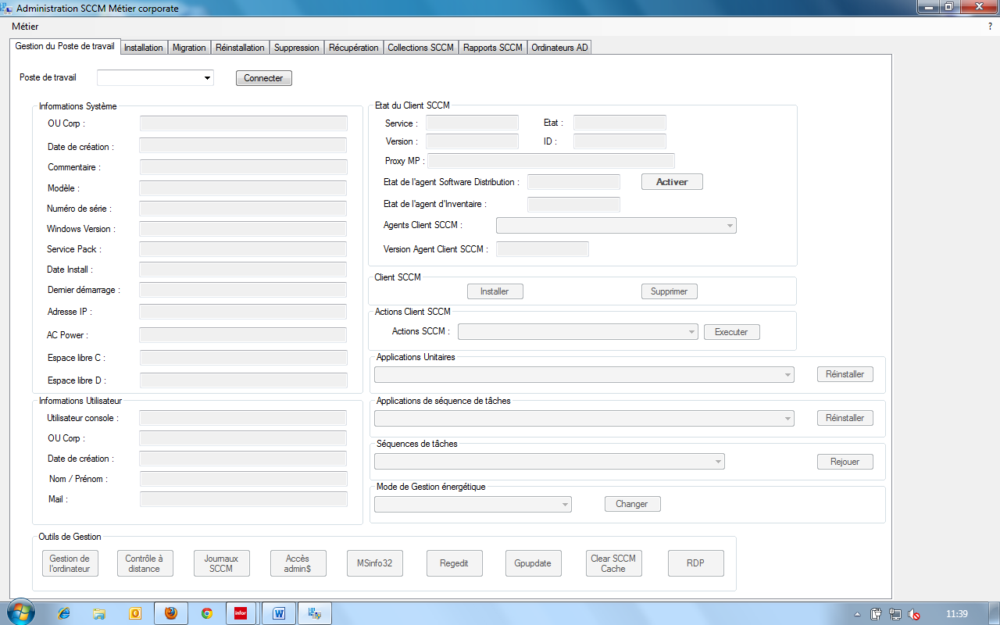 Administration SCCM Métier corporate
Métier
?
Gestion du Poste de travail
Installation
Migration
Réinstallation
Suppression
Récupération
Collections SCCM
Rapports SCCM
Ordinateurs AD
Poste de travail
Connecter
Informations Système
OU Corp :
Date de création :
Commentaire :
Modèle :
Numéro de série :
Windows Version :
Service Pack :
Date Install :
Dernier démarrage :
Adresse IP :
AC Power :
Espace libre C :
Espace libre D :
Informations Utilisateur
Utilisateur console :
OU Corp :
Date de création :
Nom / Prénom :
Mail :
Etat du Client SCCM
Service :
Etat :
Version :
ID :
Proxy MP :
Etat de l'agent Software Distribution :
Activer
Etat de l'agent d'Inventaire :
Agents Client SCCM :
Version Agent Client SCCM :
Client SCCM
Installer
Supprimer
Actions Client SCCM
Actions SCCM :
Executer
Applications Unitaires
Réinstaller
Applications de séquence de tâches
Réinstaller
Séquences de tâches
Rejouer
Mode de Gestion énergétique
Changer
Outils de Gestion
Gestion de
l'ordinateur
Contrôle à
distance
Journaux
SCCM
Accès
admin$
MSinfo32
Regedit
Gpupdate
Clear SCCM
Cache
RDP
infor
11:39